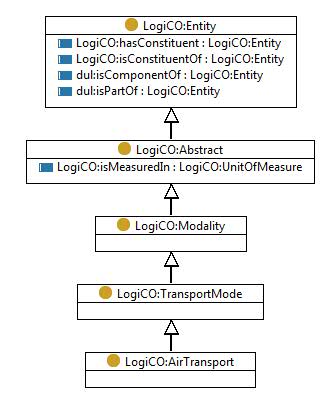 LogiCO:Entity
LogiCO:hasConstituent : LogiCO:Entity
LogiCO:isConstituentOf : LogiCO:Entity
dul:isComponentOf : LogiCO:Entity
dul:isPartOf : LogiCO:Entity
LogiCO:Abstract
LogiCO:isMeasuredIn : LogiCO:UnitOfMeasure
LogiCO:Modality
LogiCO:TransportMode
LogiCO:AirTransport